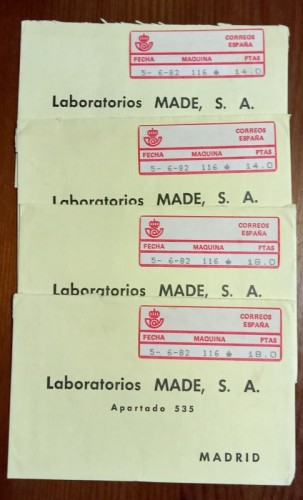 CORREOS
ESPAÑA
FECHA MAQUINA PTAS
5- 6-82 116 14.0
Laboratorios MADE, S. A.
CORREOS
ESPAÑA
FECHA MAQUINA PTAS
5- 6-82 116 14.0
Laboratorios MADE, S. A.
CORREOS
ESPAÑA
FECHA MAQUINA PTAS
5- 6-82 116 18.0
Laboratorios MADE, S. A.
CORREOS
ESPAÑA
FECHA MAQUINA PTAS
5- 6-82 116 18.0
Laboratorios MADE, S. A.
Apartado 535
MADRID